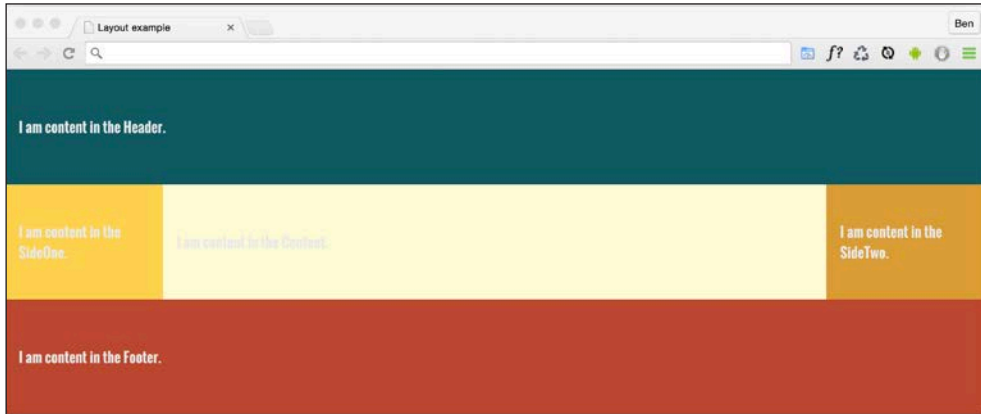 Layout example
Ben
f?
I am content in the Header.
I am content in the
SideOne.
I am content in the Content.
I am content in the
SideTwo.
I am content in the Footer.